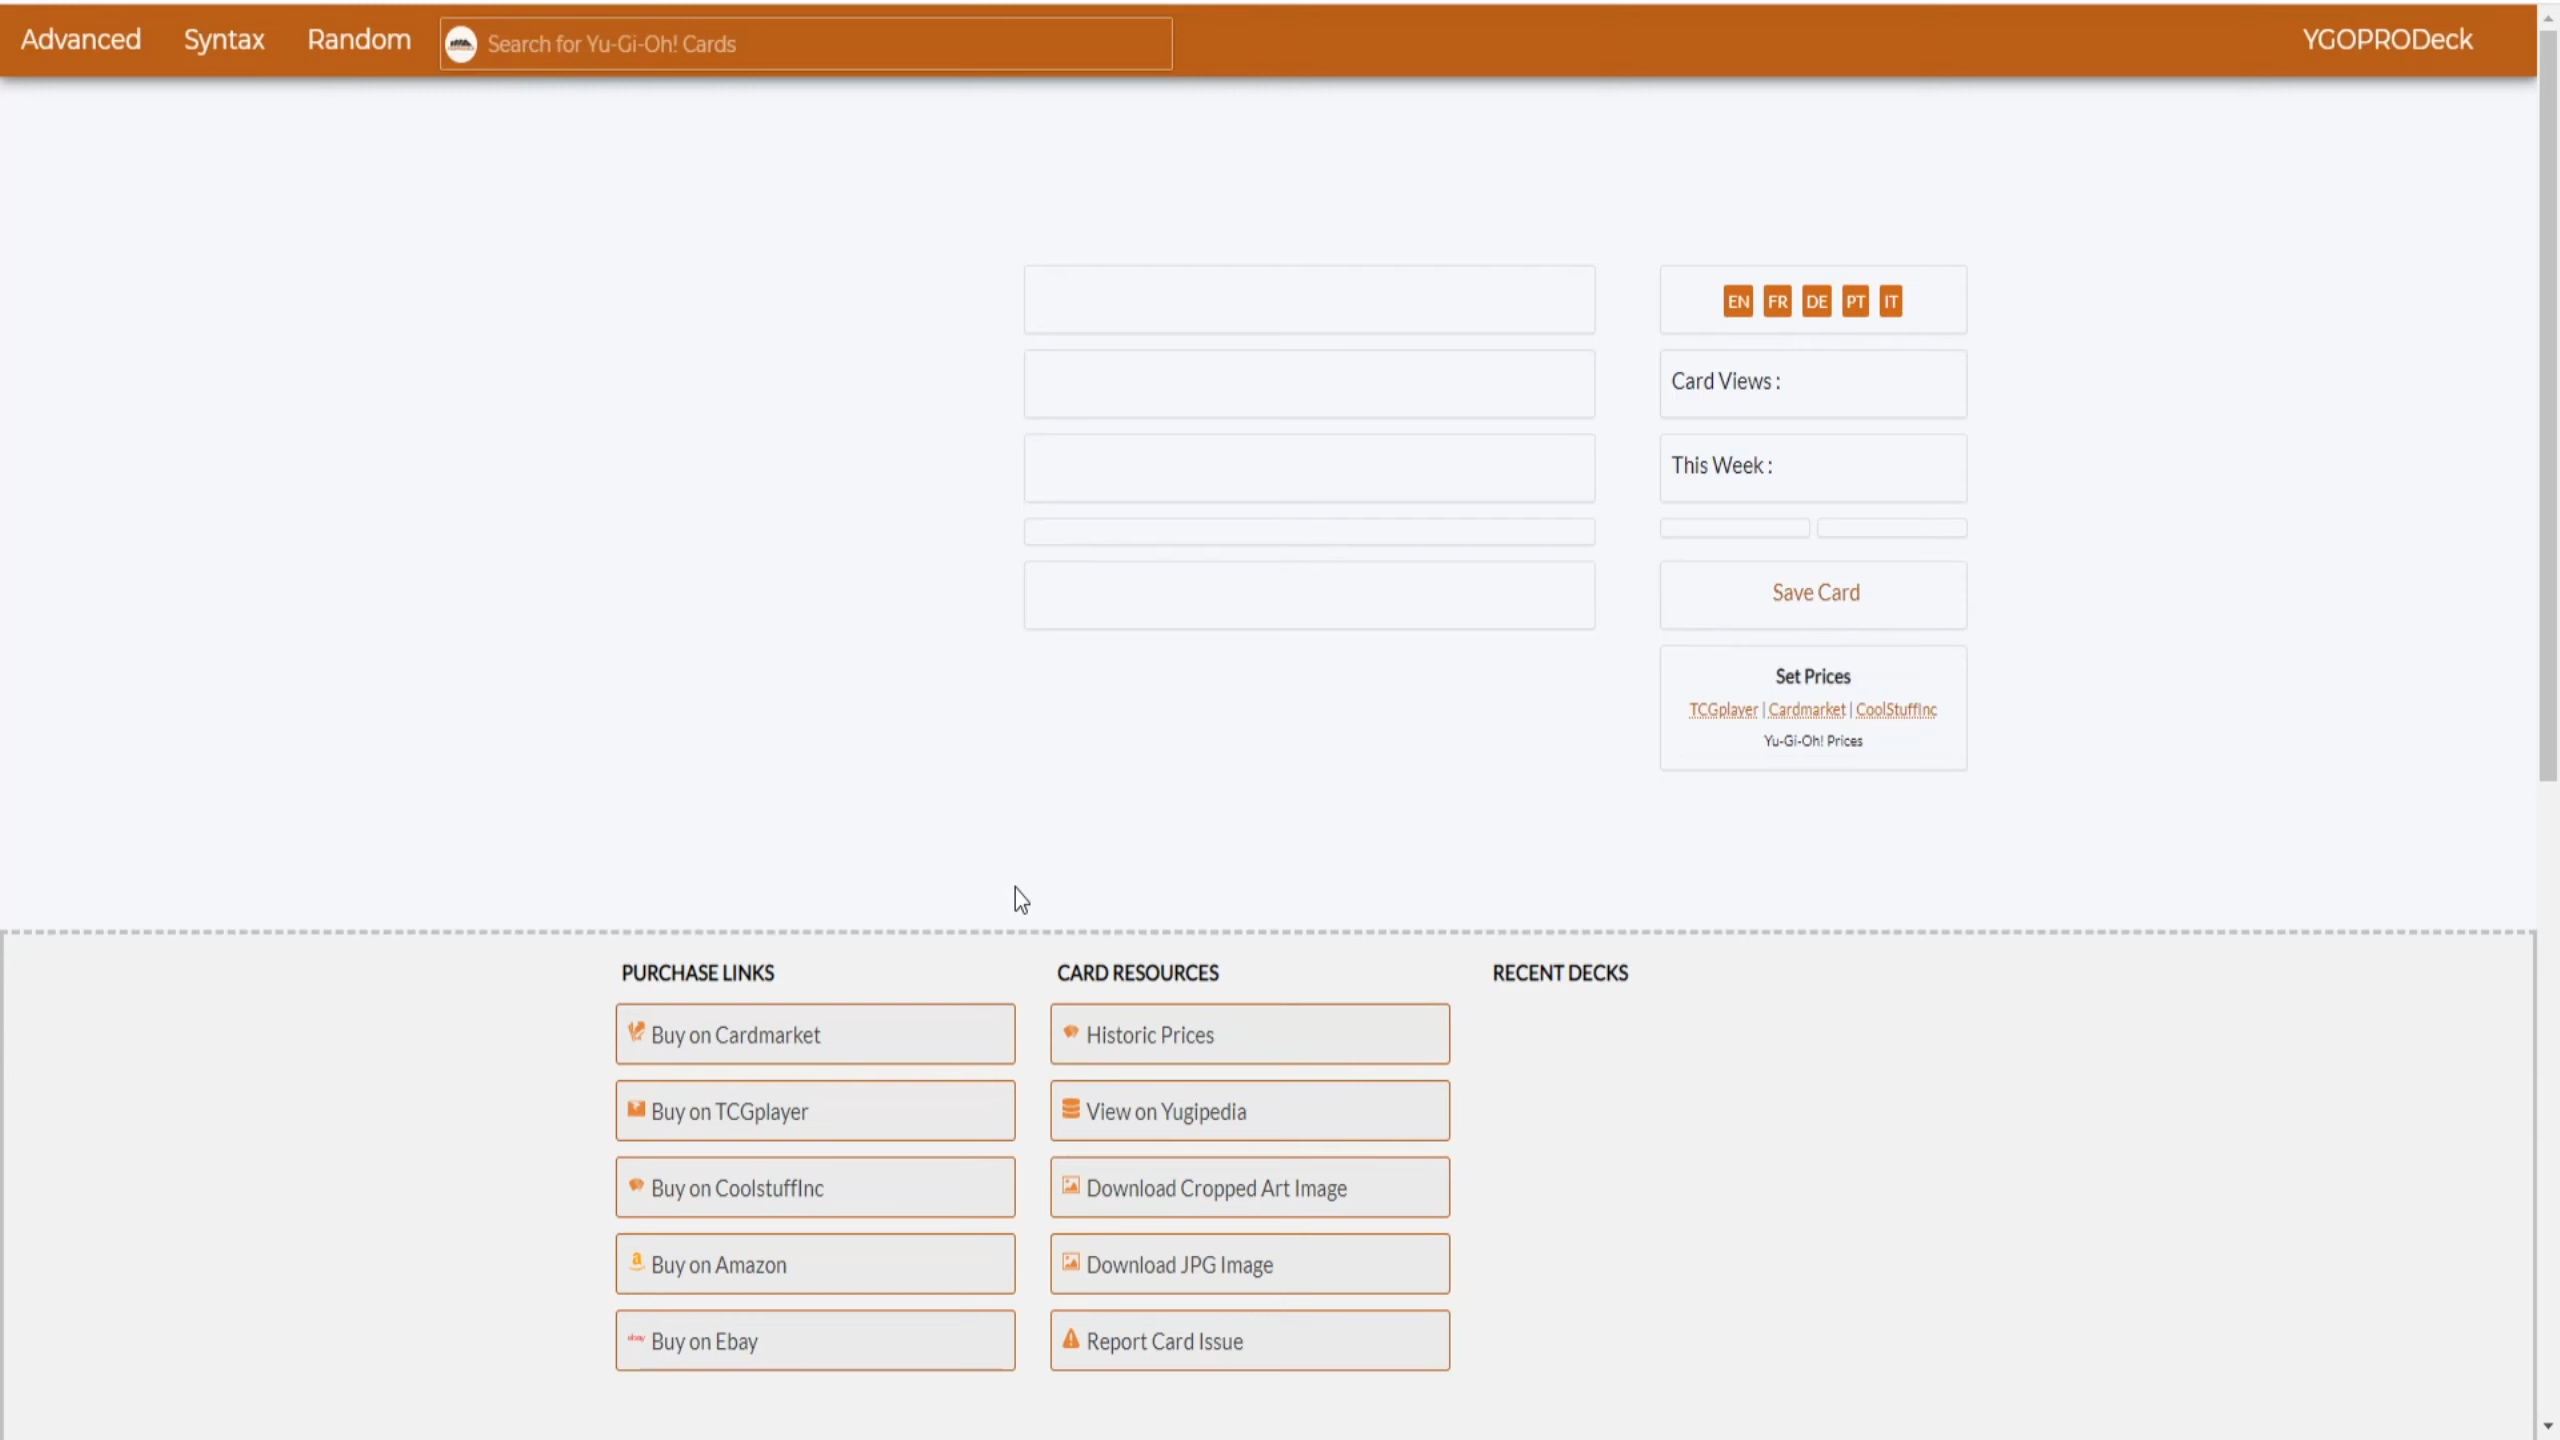 Advanced
Syntax
Random
Search for Yu-Gi-Oh! Cards
YGOPRODeck
EN FR DE PT IT
Card Views :
This Week :
Save Card
Set Prices
TCGplayer | Cardmarket | CoolStuffInc
Yu-Gi-Oh! Prices
PURCHASE LINKS
Buy on Cardmarket
Buy on TCGplayer
Buy on CoolstuffInc
a Buy on Amazon
ebay Buy on Ebay
CARD RESOURCES
Historic Prices
View on Yugipedia
Download Cropped Art Image
Download JPG Image
Report Card Issue
RECENT DECKS